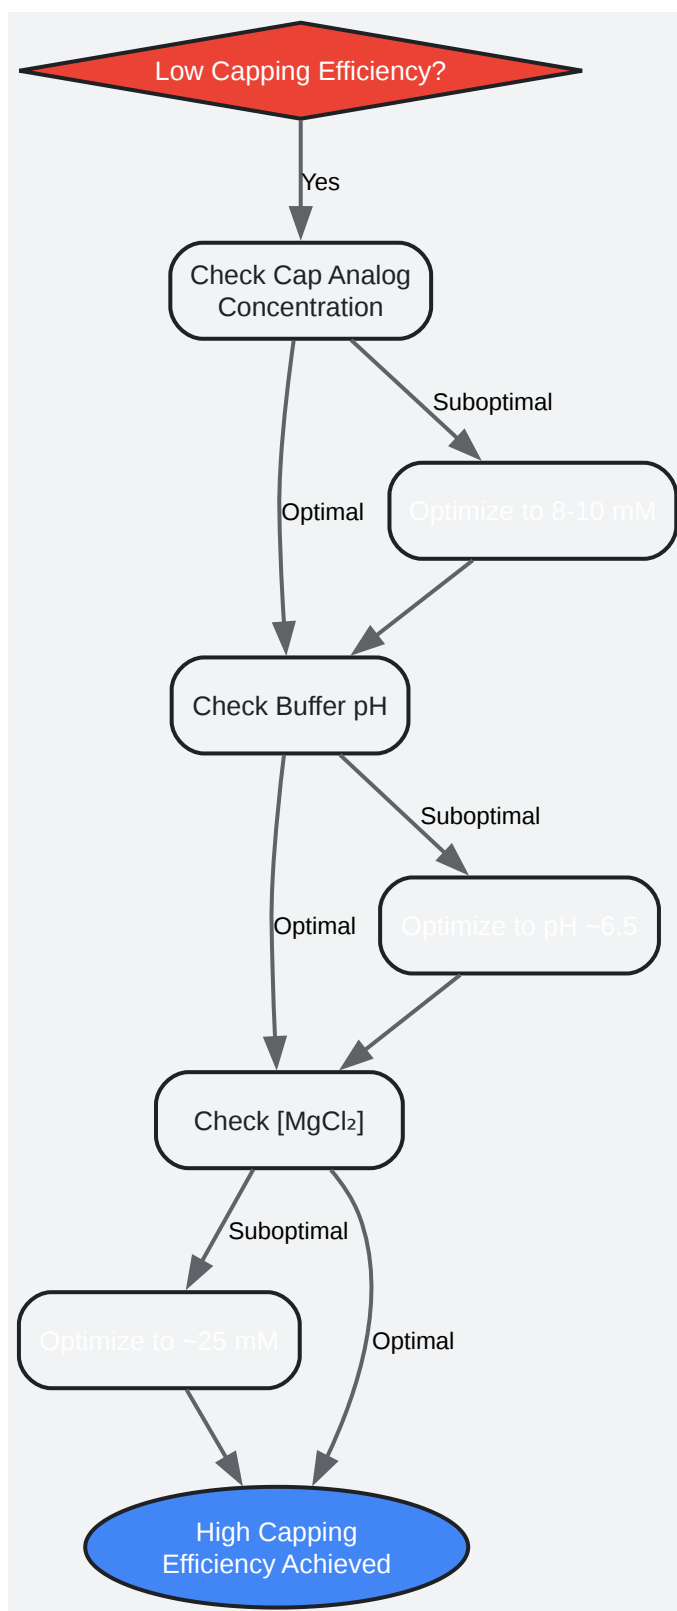 Low Capping Efficiency?
Yes
Check Cap Analog
Concentration
Suboptimal
Optimal
Optimize to 8-10 mM
Check Buffer pH
Suboptimal
Optimal
Optimize to pH ~6.5
Check [MgCl₂]
Suboptimal
Optimal
Optimize to ~25 mM
High Capping
Efficiency Achieved